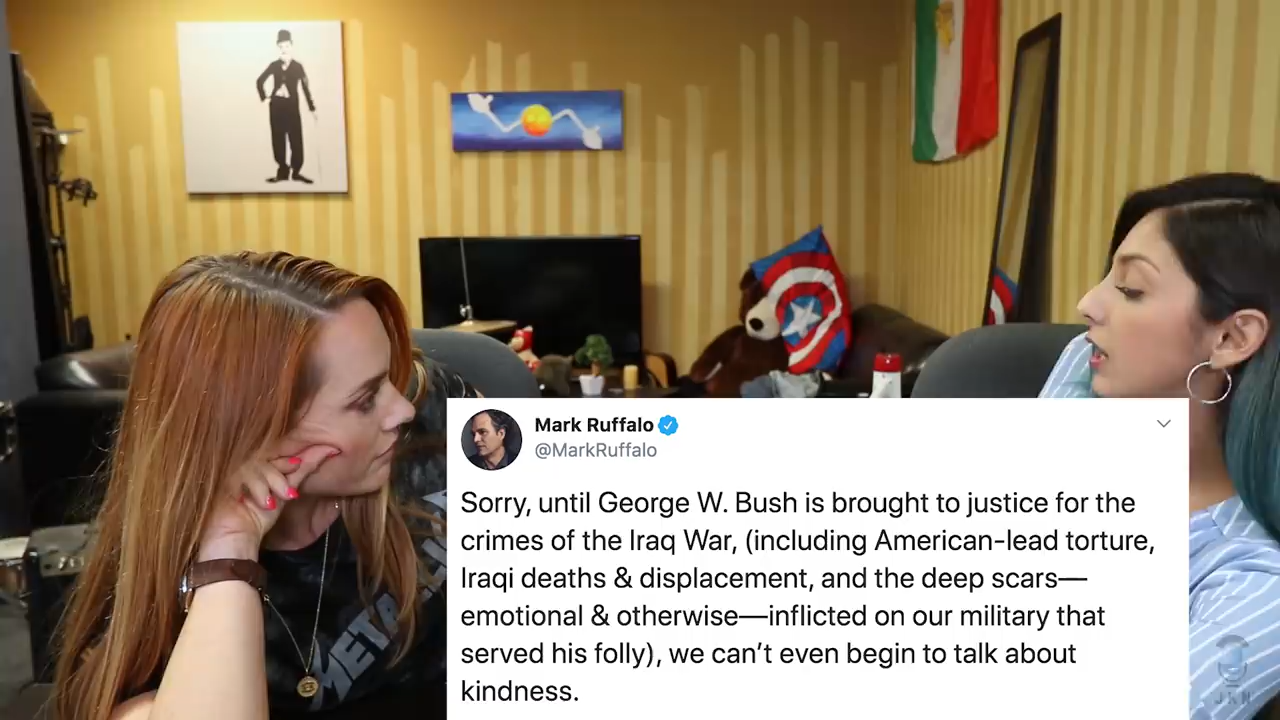 Mark Ruffalo
@MarkRuffalo
Sorry, until George W. Bush is brought to justice for the
crimes of the Iraq War, (including American-lead torture,
Iraqi deaths & displacement, and the deep scars—
emotional & otherwise—inflicted on our military that
served his folly), we can’t even begin to talk about
kindness.
META
JKN